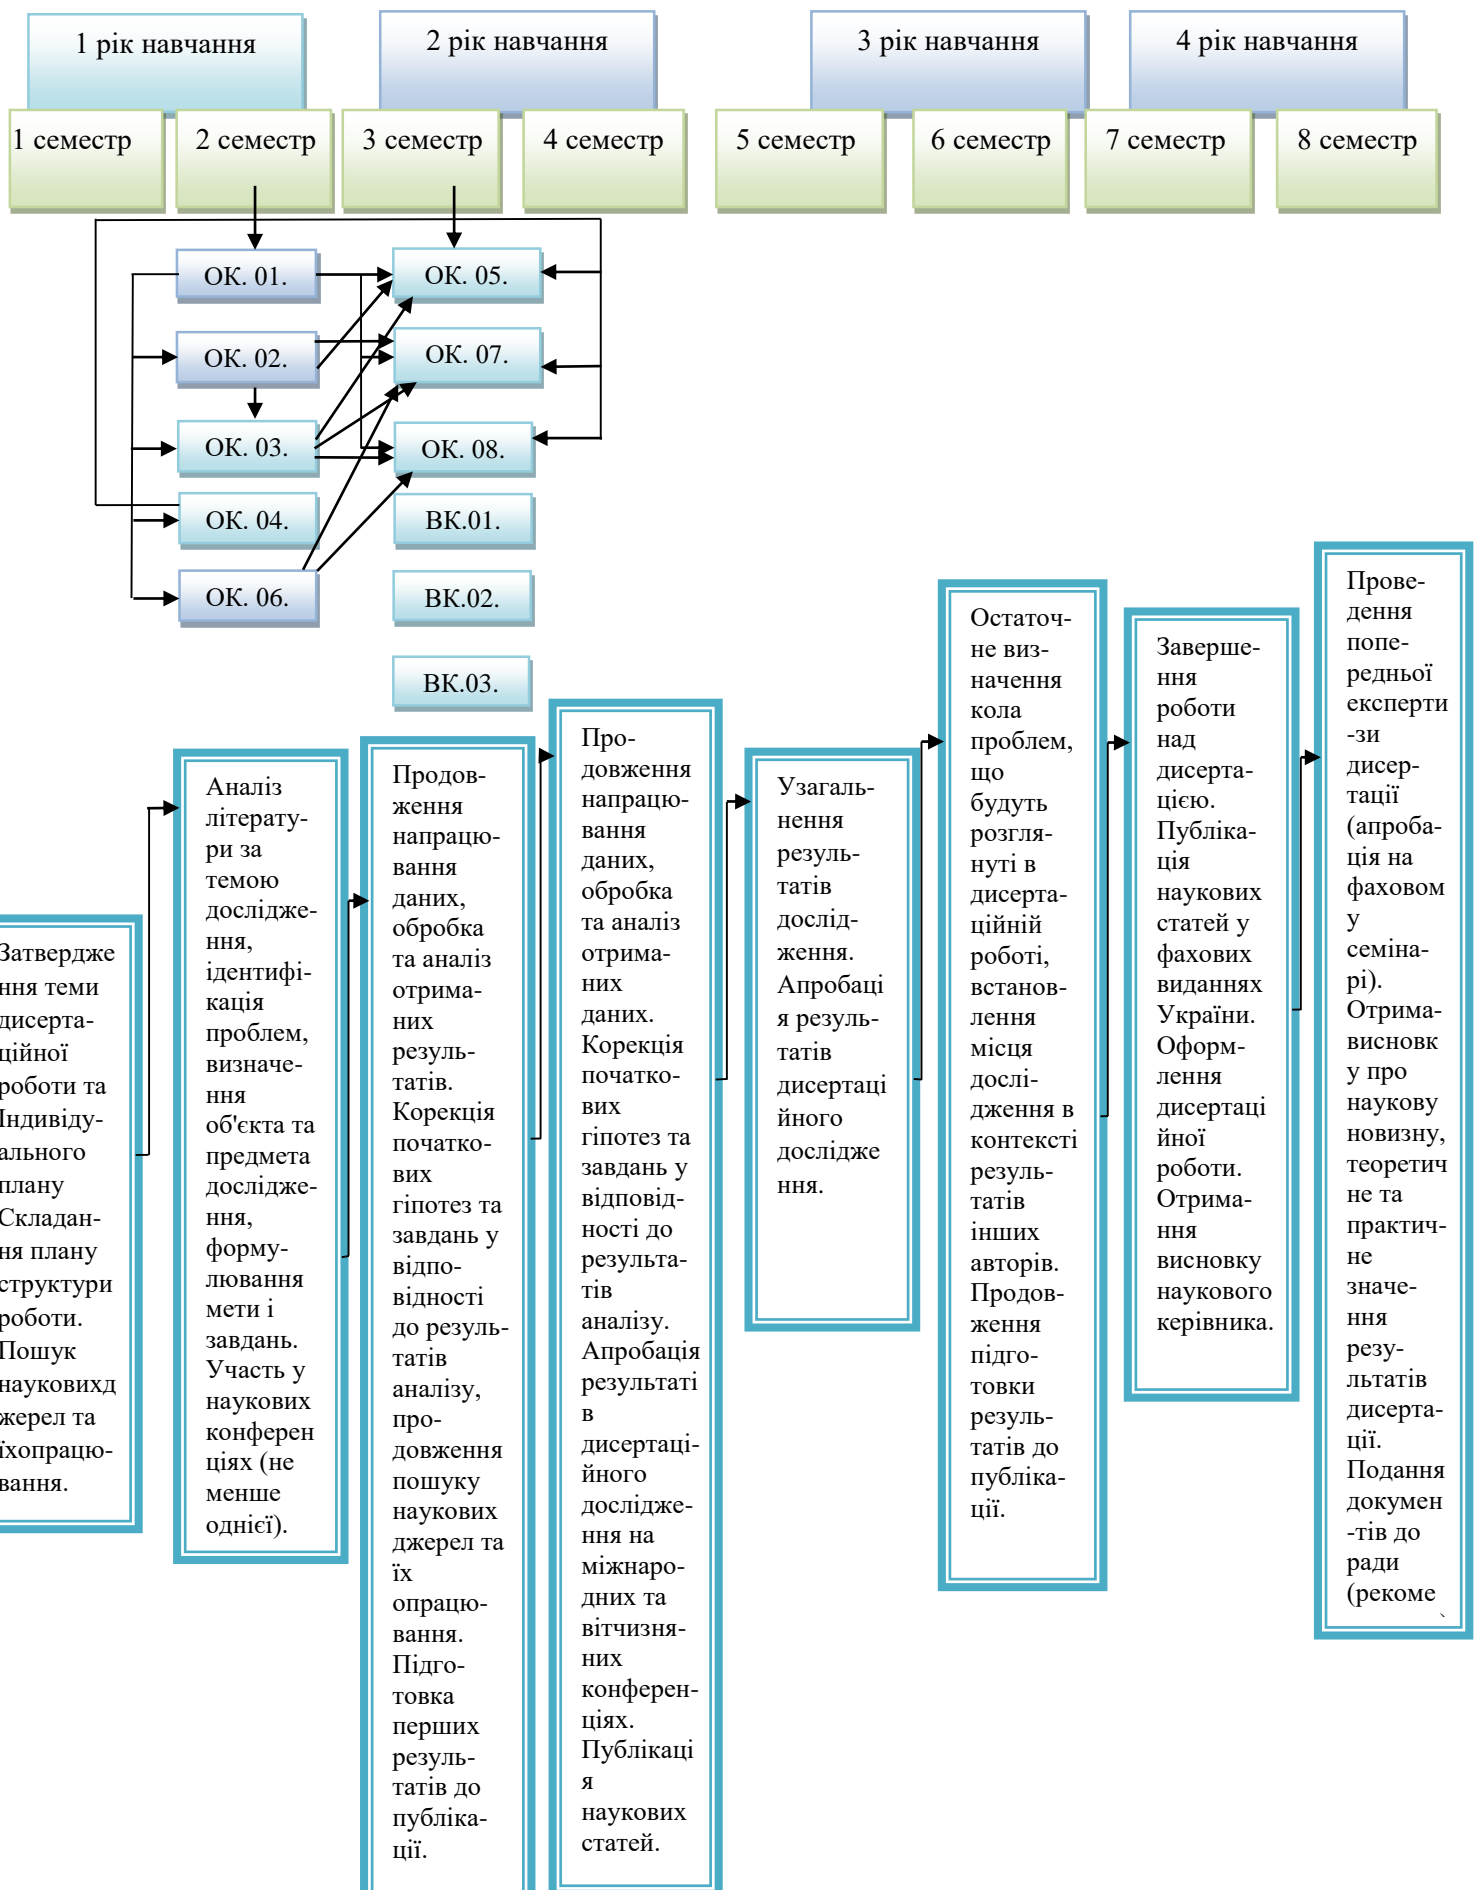 1 рік навчання
2 рік навчання
3 рік навчання
4 рік навчання
1 семестр
2 семестр
3 семестр
4 семестр
5 семестр
6 семестр
7 семестр
8 семестр
ОК. 01.
ОК. 05.
ОК. 02.
ОК. 07.
ОК. 03.
ОК. 08.
ОК. 04.
ВК.01.
ОК. 06.
ВК.02.
ВК.03.
Затвердже
ння теми
дисерта-
ційної
роботи та
Індивіду-
ального
плану
Складан-
ня плану
структури
роботи.
Пошук
науковихд
жерел та
їхопрацю-
вання.
Аналіз
літерату-
ри за
темою
дослідже-
ння,
ідентифі-
кація
проблем,
визначе-
ння
об'єкта та
предмета
дослідже-
ння,
форму-
лювання
мети і
завдань.
Участь у
наукових
конферен
ціях (не
менше
однієї).
Продов-
ження
напрацю-
вання
даних,
обробка
та аналіз
отрима-
них
резуль-
татів.
Корекція
початко-
вих
гіпотез та
завдань у
відпо-
відності
до резуль-
татів
аналізу,
про-
довження
пошуку
наукових
джерел та
їх
опрацю-
вання.
Підго-
товка
перших
резуль-
татів до
публіка-
ції.
Про-
довження
напрацю-
вання
даних,
обробка
та аналіз
отрима-
них
даних.
Корекція
початко-
вих
гіпотез та
завдань у
відповід-
ності до
результа-
тів
аналізу.
Апробація
результаті
в
дисертаці-
йного
дослідже-
ння на
міжнаро-
дних та
вітчизня-
них
конферен-
ціях.
Публікаці
я
наукових
статей.
Узагаль-
нення
резуль-
татів
дослід-
ження.
Апробаці
я резуль-
татів
дисертаці
йного
дослідже
ння.
Остаточ-
не виз-
начення
кола
проблем,
що
будуть
розгля-
нуті в
дисерта-
ційній
роботі,
встанов-
лення
місця
дослі-
дження в
контексті
резуль-
татів
інших
авторів.
Продов-
ження
підго-
товки
резуль-
татів до
публіка-
ції.
Заверше-
ння
роботи
над
дисерта-
цією.
Публіка-
ція
наукових
статей у
фахових
виданнях
України.
Оформ-
лення
дисертаці
йної
роботи.
Отрима-
ння
висновку
наукового
керівника.
Прове-
дення
попе-
редньої
експерти
-зи
дисер-
тації
(апроба-
ція на
фаховом
у
семіна-
рі).
Отрима-
висновк
у про
наукову
новизну,
теоретич
не та
практич-
не
значе-
ння
резу-
льтатів
дисерта-
ції.
Подання
докумен
-тів до
ради
(рекоме